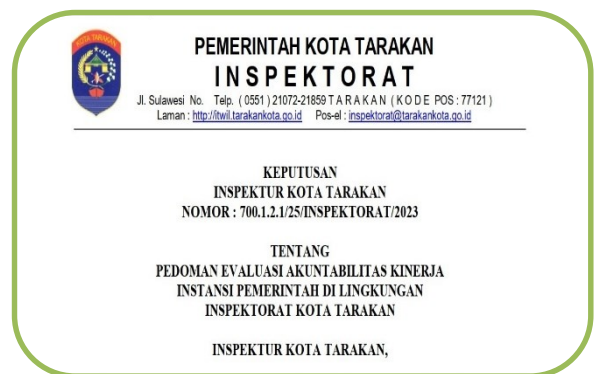 KOTA TARAKAN
PEMERINTAH KOTA TARAKAN
INSPEKTORAT
Jl. Sulawesi No. Telp. ( 0551 ) 21072-21859 TARAKAN ( KODE POS : 77121 )
Laman : http://itwil.tarakankota.go.id Pos-el : inspektorat@tarakankota.go.id
KEPUTUSAN
INSPEKTUR KOTA TARAKAN
NOMOR : 700.1.2.1/25/INSPEKTORAT/2023
TENTANG
PEDOMAN EVALUASI AKUNTABILITAS KINERJA
INSTANSI PEMERINTAH DI LINGKUNGAN
INSPEKTORAT KOTA TARAKAN
INSPEKTUR KOTA TARAKAN,